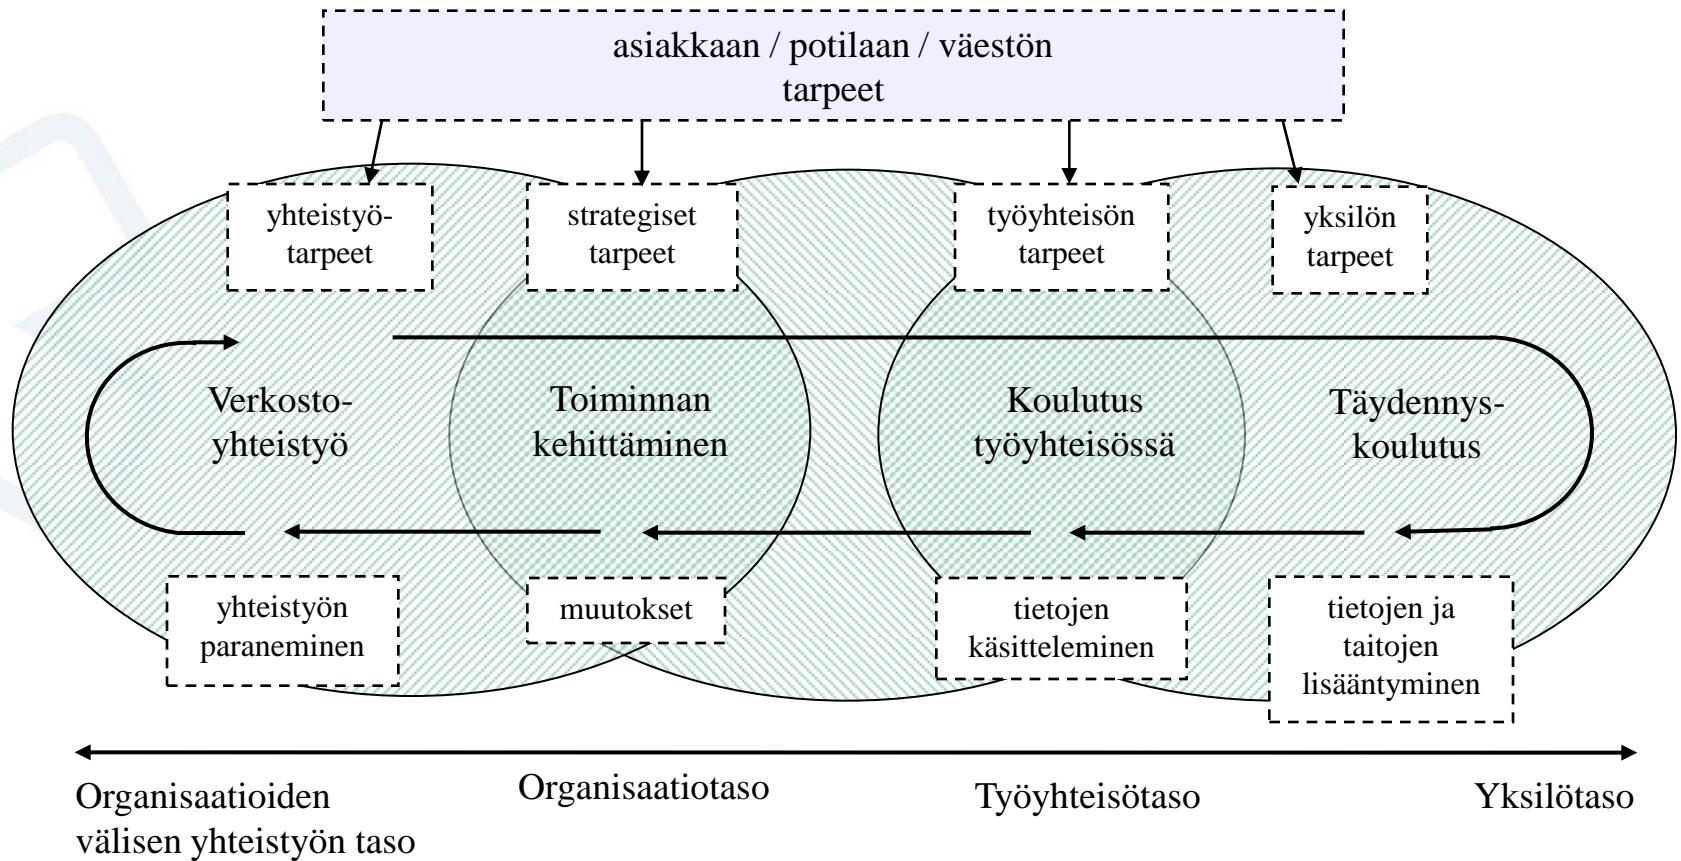 asiakkaan / potilaan / väestön
tarpeet
yhteistyö-
tarpeet
strategiset
tarpeet
työyhteisön
tarpeet
yksilön
tarpeet
Verkosto-
yhteistyö
Toiminnan
kehittäminen
Koulutus
työyhteisössä
Täydennys-
koulutus
yhteistyön
paraneminen
muutokset
tietojen
käsitteleminen
tietojen ja
taitojen
lisääntyminen
Organisaatioiden
välisen yhteistyön taso
Organisaatiotaso
Työyhteisötaso
Yksilötaso